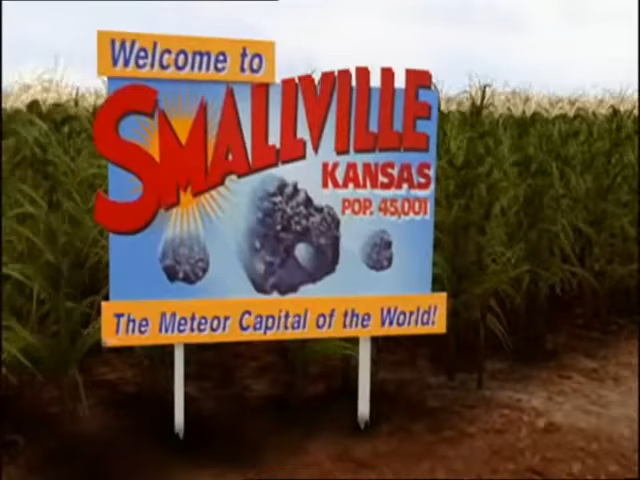 Welcome to
SMALLVILLE
KANSAS
POP. 45,001
The Meteor Capital of the World!